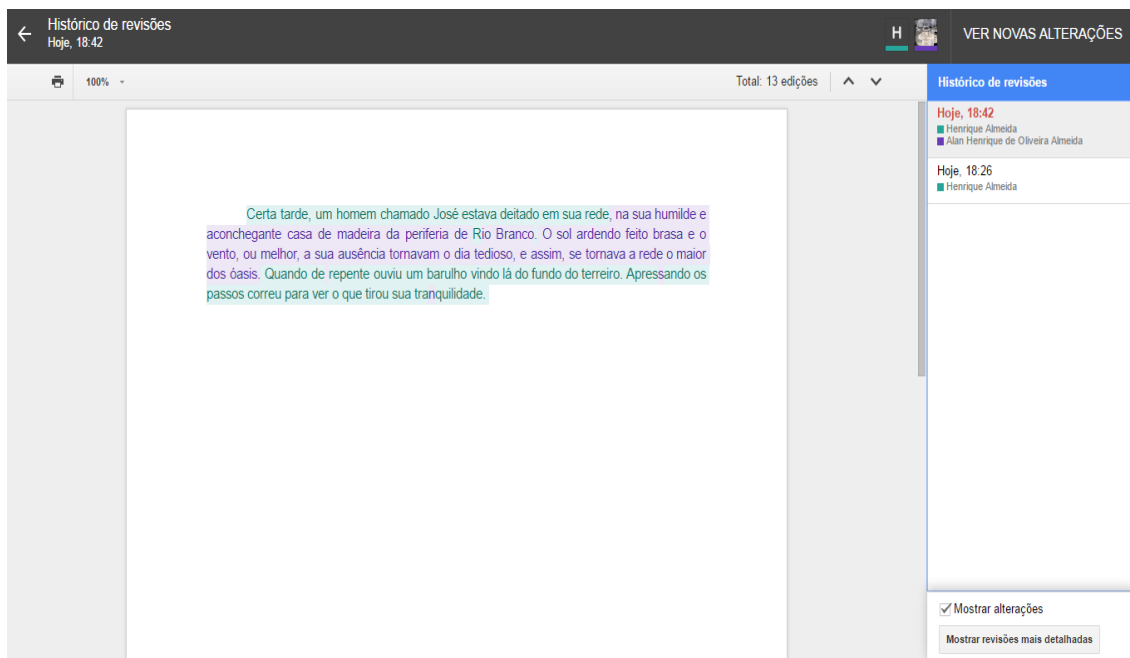 Histórico de revisões
Hoje, 18:42
H
VER NOVAS ALTERAÇÕES
100%
Total: 13 edições
Histórico de revisões
Hoje, 18:42
Henrique Almeida
Alan Henrique de Oliveira Almeida
Hoje, 18:26
Henrique Almeida
Certa tarde, um homem chamado José estava deitado em sua rede, na sua humilde e
aconchegante casa de madeira da periferia de Rio Branco. O sol ardendo feito brasa e o
vento, ou melhor, a sua ausência tornavam o dia tedioso, e assim, se tornava a rede o maior
dos óasis. Quando de repente ouviu um barulho vindo lá do fundo do terreiro. Apressando os
passos correu para ver o que tirou sua tranquilidade.
Mostrar alterações
Mostrar revisões mais detalhadas